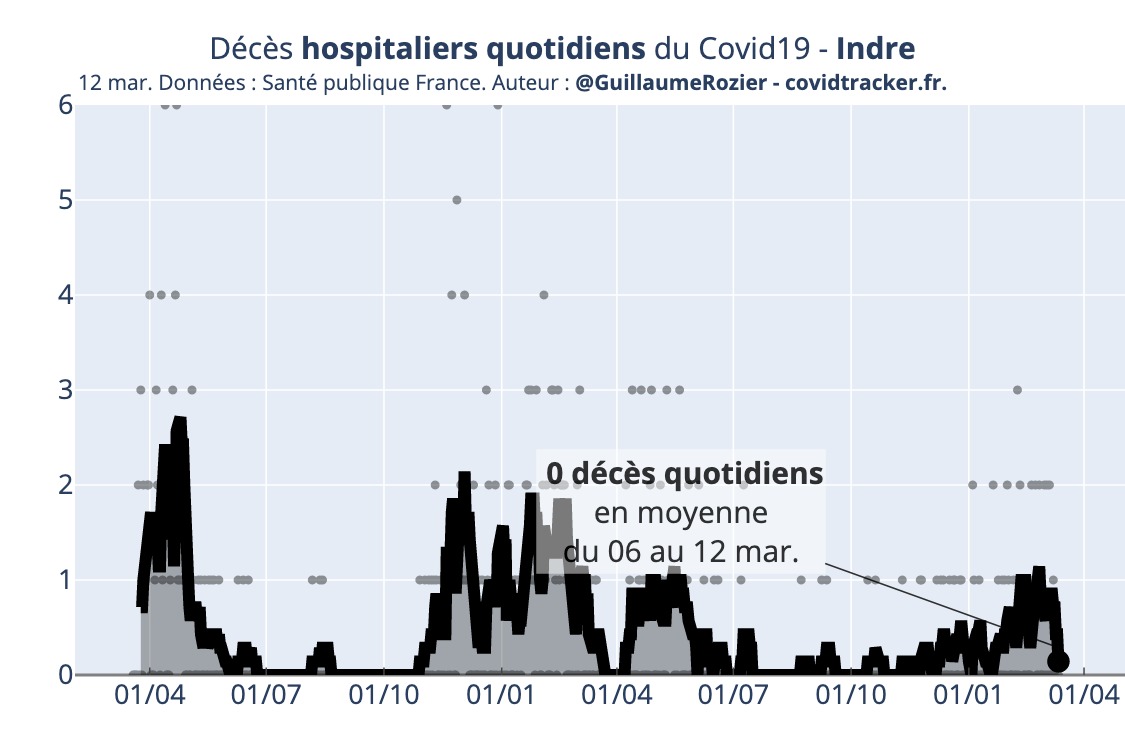 Décès hospitaliers quotidiens du Covid19 - Indre
12 mar. Données : Santé publique France. Auteur : @GuillaumeRozier - covidtracker.fr.
6
5
4
3
2
1
0
0 décès quotidiens
en moyenne
du 06 au 12 mar.
01/04 01/07 01/10 01/01 01/04 01/07 01/10 01/01 01/04